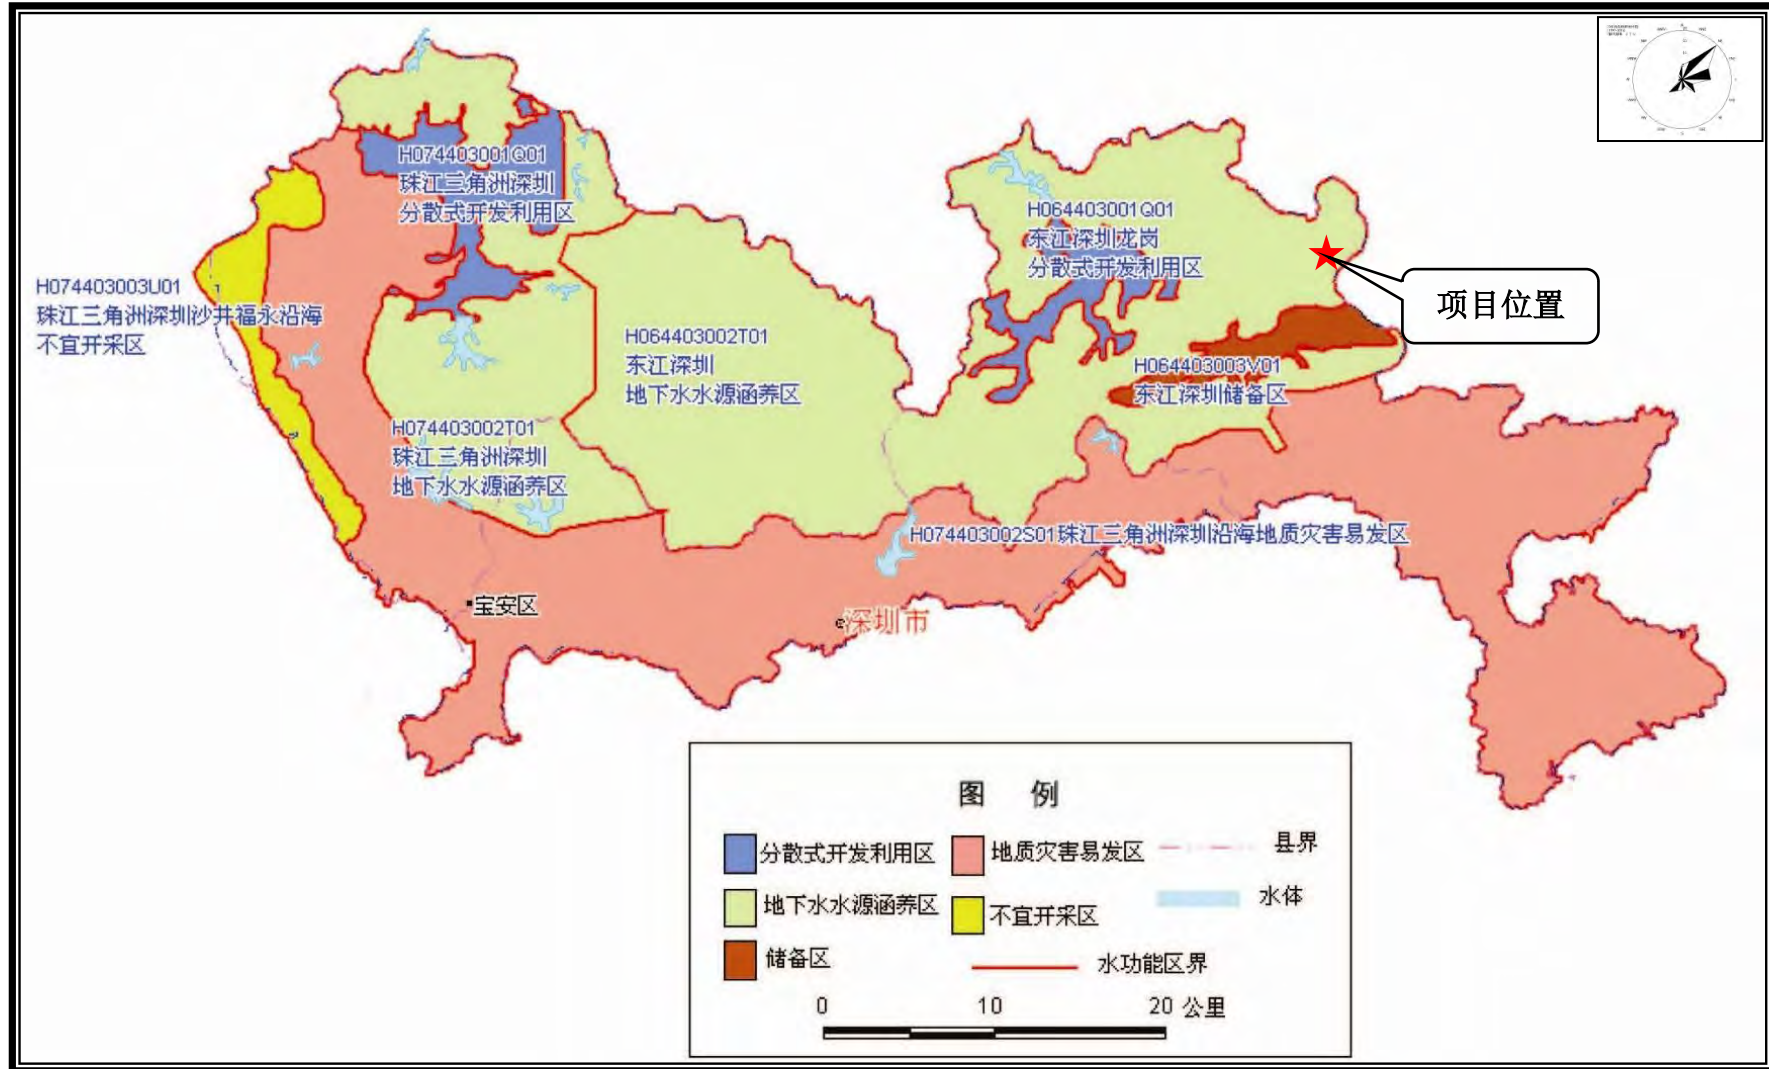 H074403001Q01
珠江三角洲深圳
分散式开发利用区
H064403001Q01
东江深圳龙岗
分散式开发利用区
项目位置
H074403003U01
珠江三角洲深圳沙井福永沿海
不宜开采区
H064403002T01
东江深圳
地下水水源涵养区
H064403003V01
东江深圳储备区
H074403002T01
珠江三角洲深圳
地下水水源涵养区
H074403002S01珠江三角洲深圳沿海地质灾害易发区
宝安区
深圳市
图 例
分散式开发利用区
地质灾害易发区
县界
地下水水源涵养区
不宜开采区
水体
储备区
水功能区界
0 10 20 公里